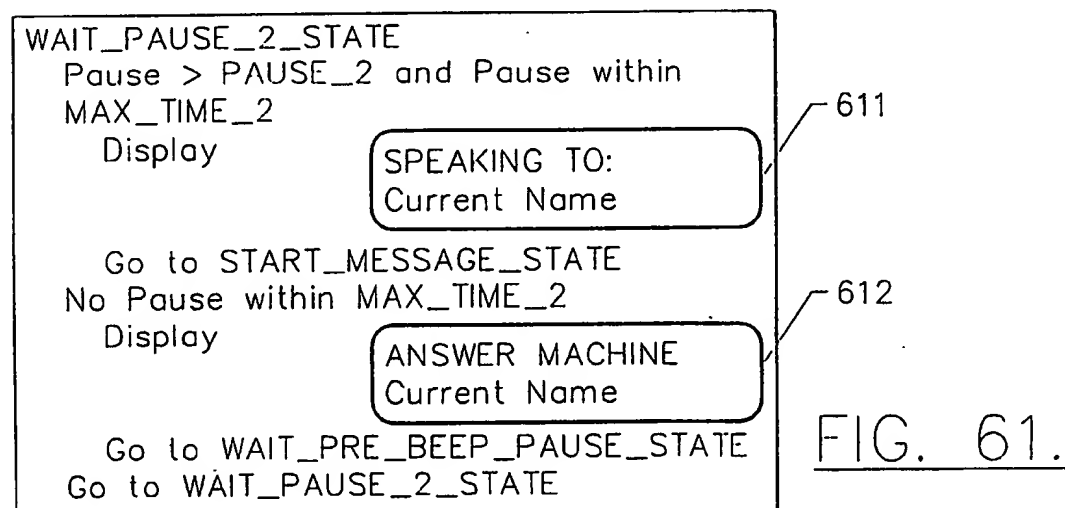 WAIT_PAUSE_2_STATE
Pause > PAUSE_2 and Pause within
MAX_TIME_2
Display
SPEAKING TO:
Current Name
611
Go to START_MESSAGE_STATE
No Pause within MAX_TIME_2
Display
ANSWER MACHINE
Current Name
612
Go to WAIT_PRE_BEEP_PAUSE_STATE
Go to WAIT_PAUSE_2_STATE
FIG. 61.